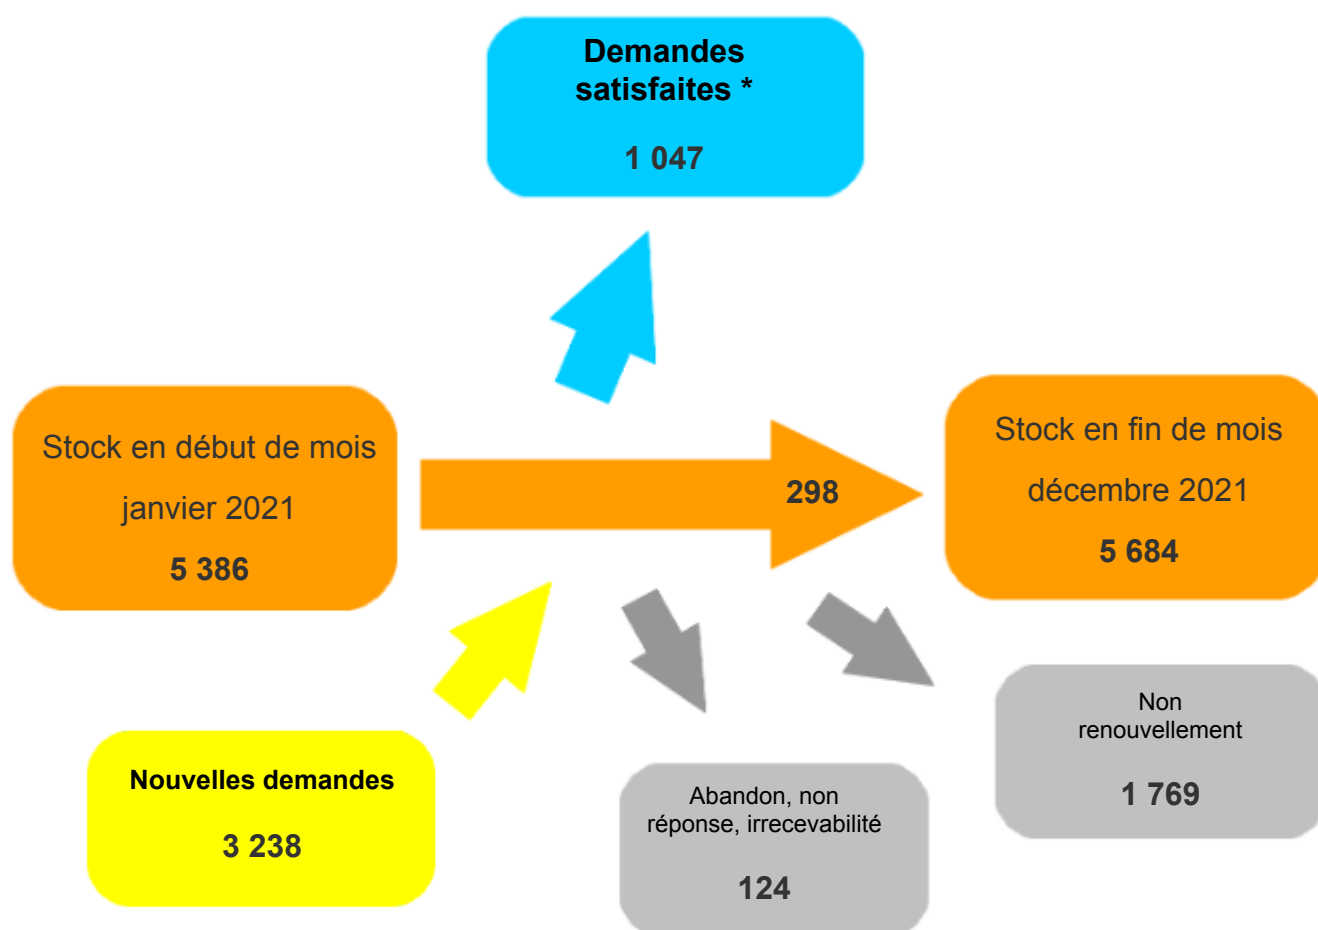 Demandes
satisfaites *
1 047
Stock en début de mois
janvier 2021
5 386
298
Stock en fin de mois
décembre 2021
5 684
Nouvelles demandes
3 238
Abandon, non
réponse, irrecevabilité
124
Non
renouvellement
1 769